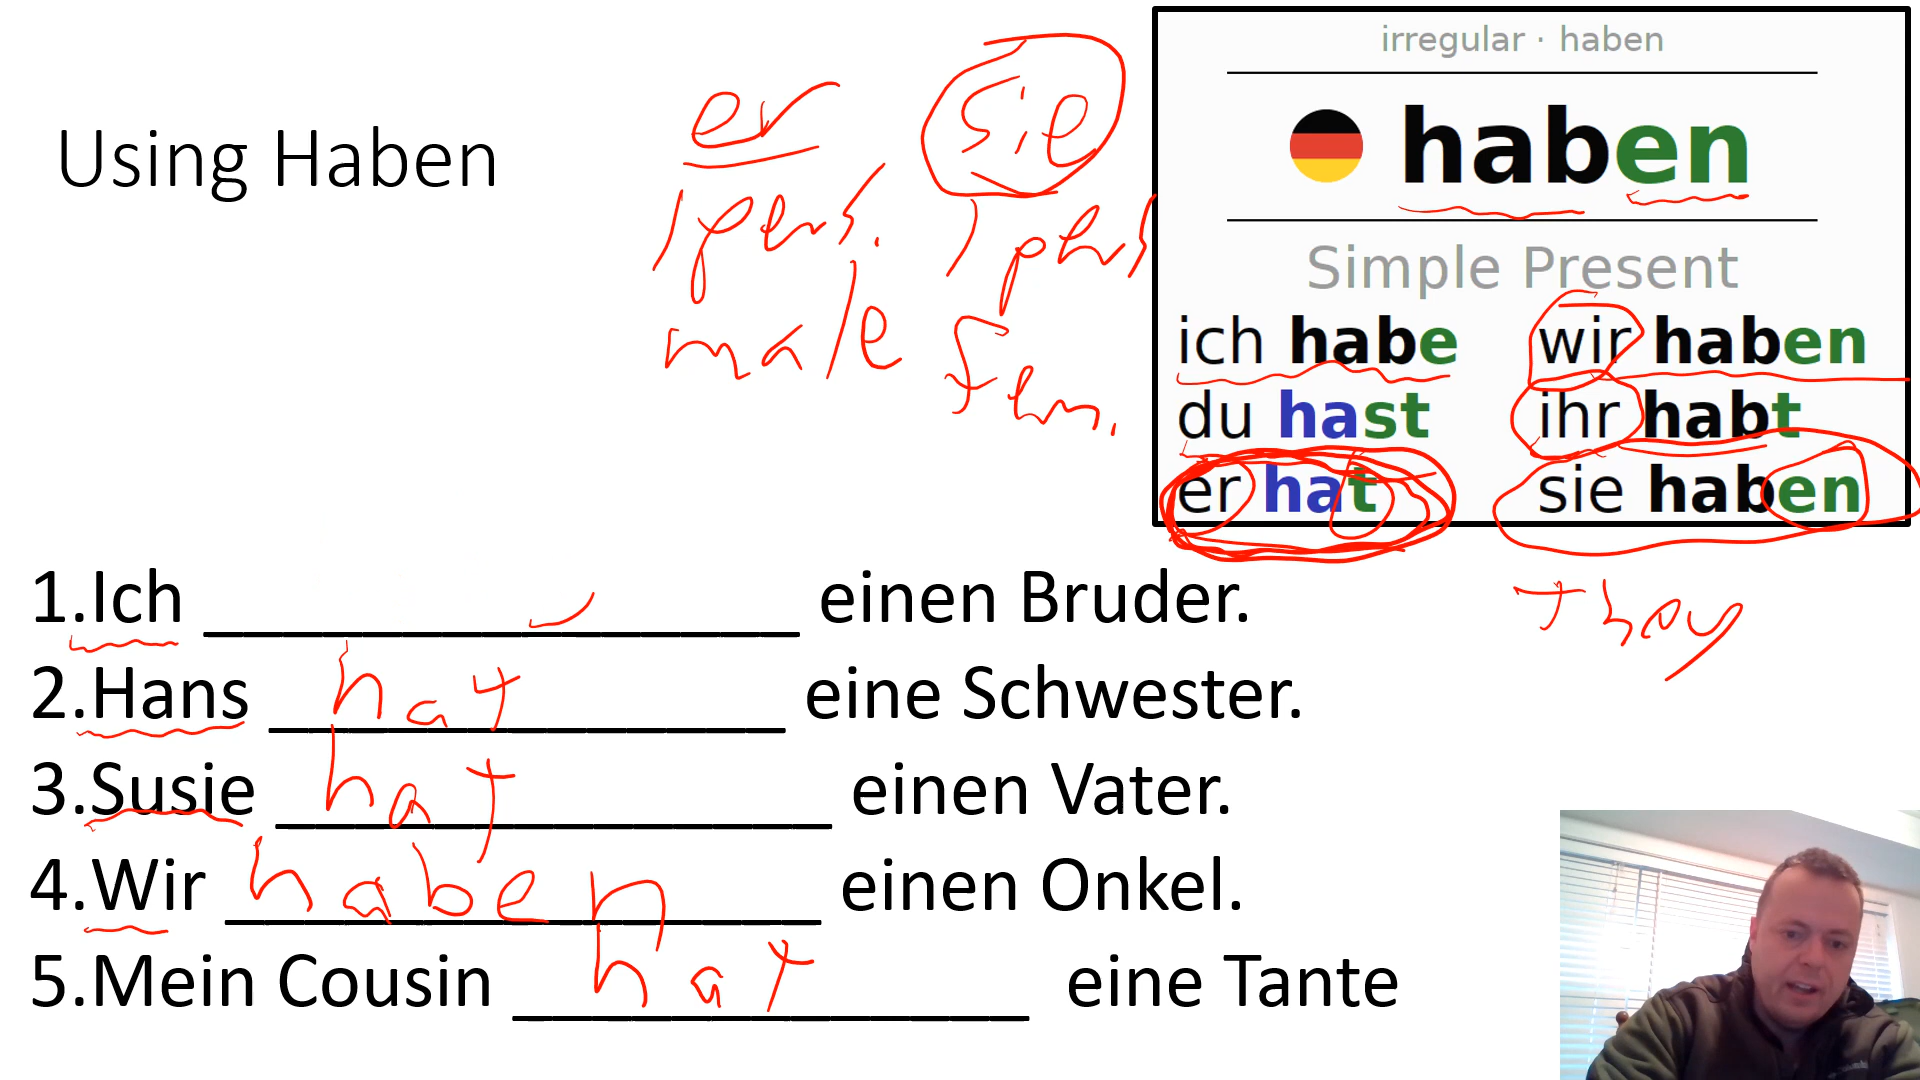 Using Haben
er sie
1 pers. 1 pers
male Fem.
irregular · haben
haben
Simple Present
ich habe wir haben
du hast ihr habt
er hat sie haben
they
1.Ich _______________ einen Bruder.
2.Hans hat eine Schwester.
3.Susie hat einen Vater.
4.Wir haben einen Onkel.
5.Mein Cousin hat eine Tante